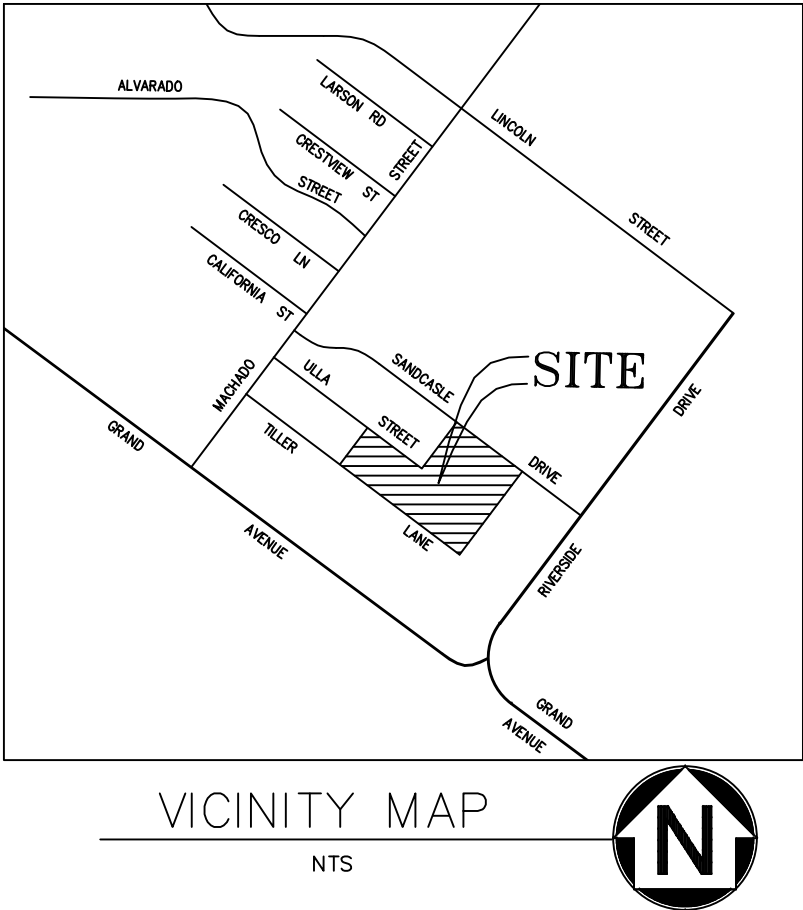 ALVARADO
STREET
LARSON RD
CRESTVIEW ST
STREET
LINCOLN
STREET
CRESCO LN
CALIFORNIA ST
MACHADO
ULLA
STREET
SANDCASLE
DRIVE
SITE
DRIVE
RIVERSIDE
TILLER
LANE
GRAND
AVENUE
GRAND
AVENUE
VICINITY MAP
NTS
N